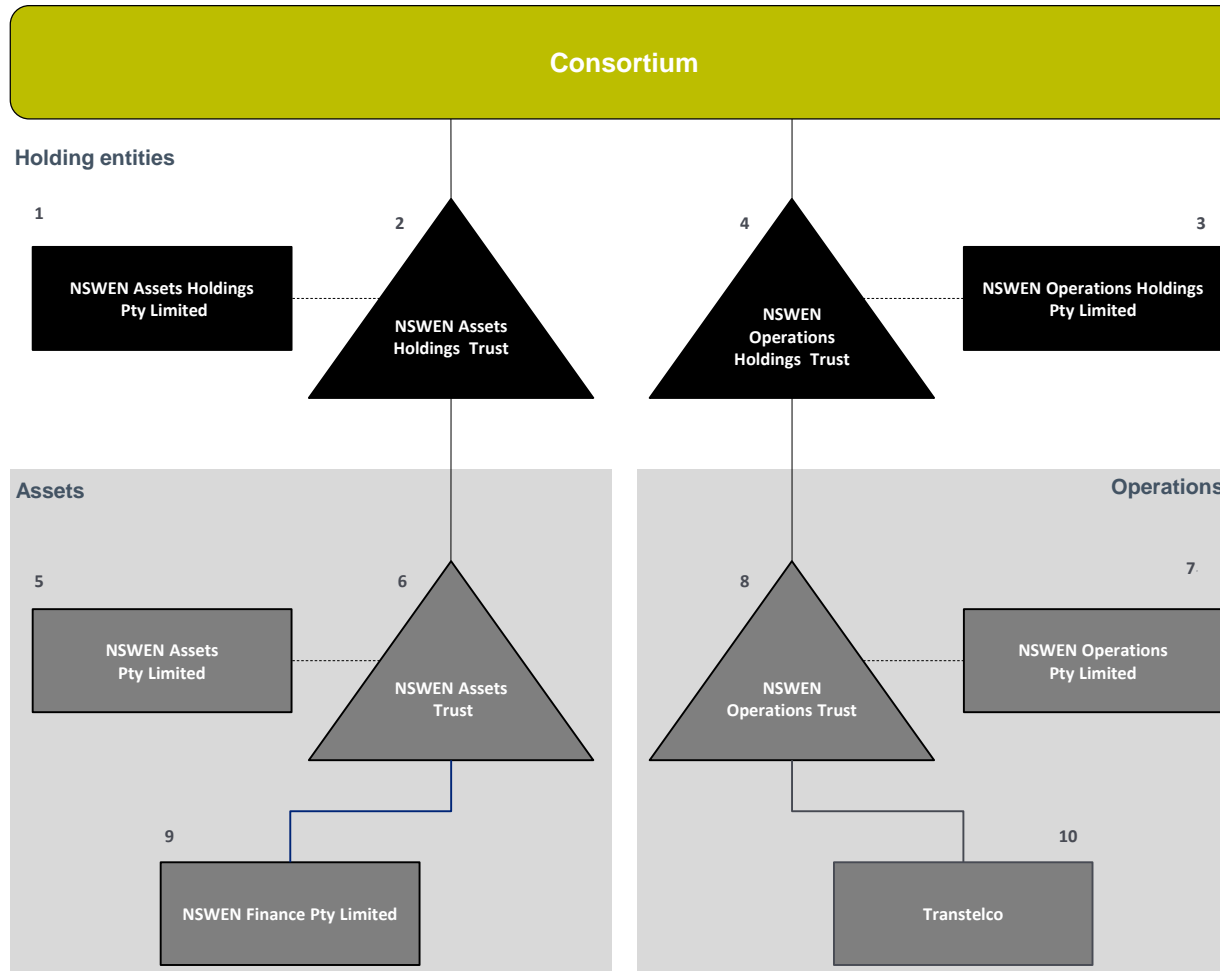 Consortium
Holding entities
1
2
4
3
NSWEN Assets Holdings
Pty Limited
NSWEN Assets
Holdings Trust
NSWEN
Operations
Holdings Trust
NSWEN Operations Holdings
Pty Limited
Assets
Operations
5
6
8
7
NSWEN Assets
Pty Limited
NSWEN Assets
Trust
NSWEN
Operations Trust
NSWEN Operations
Pty Limited
9
10
NSWEN Finance Pty Limited
Transtelco